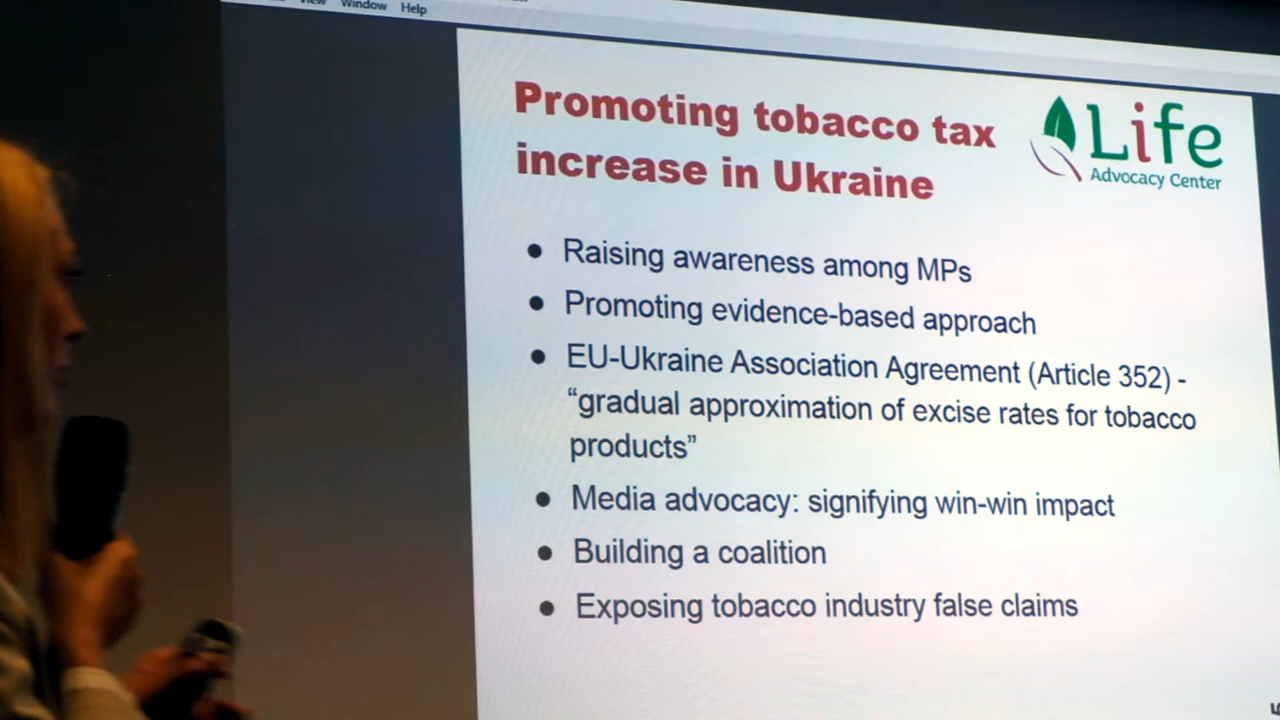 View Window Help
Promoting tobacco tax
increase in Ukraine
Life
Advocacy Center
● Raising awareness among MPs
● Promoting evidence-based approach
● EU-Ukraine Association Agreement (Article 352) -
“gradual approximation of excise rates for tobacco
products”
● Media advocacy: signifying win-win impact
● Building a coalition
● Exposing tobacco industry false claims